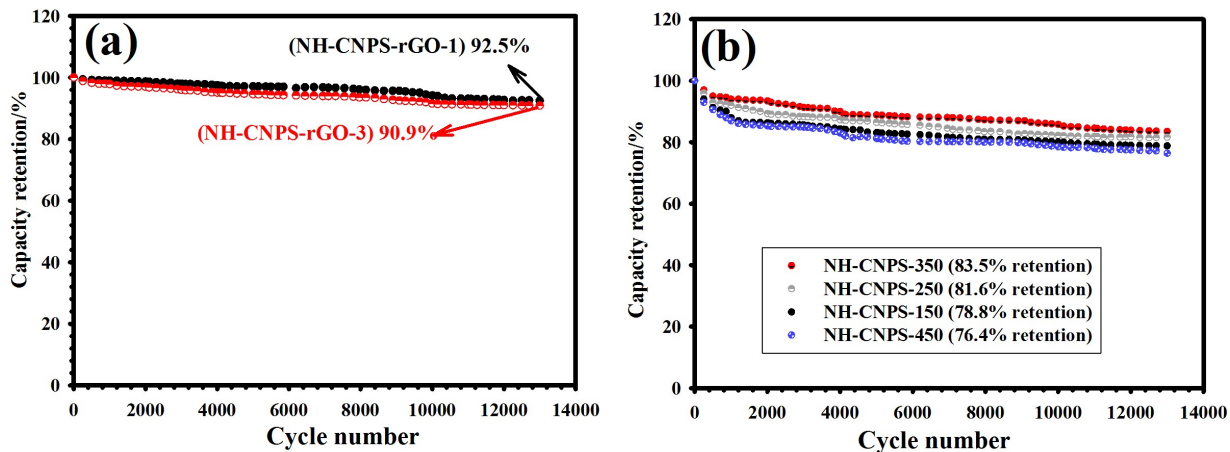 (a)
120
100
80
60
40
20
0
0 2000 4000 6000 8000 10000 12000 14000
Capacity retention/%
Cycle number
(NH-CNPS-rGO-1) 92.5%
(NH-CNPS-rGO-3) 90.9%
(b)
120
100
80
60
40
20
0
0 2000 4000 6000 8000 10000 12000 14000
Capacity retention/%
Cycle number
NH-CNPS-350 (83.5% retention)
NH-CNPS-250 (81.6% retention)
NH-CNPS-150 (78.8% retention)
NH-CNPS-450 (76.4% retention)